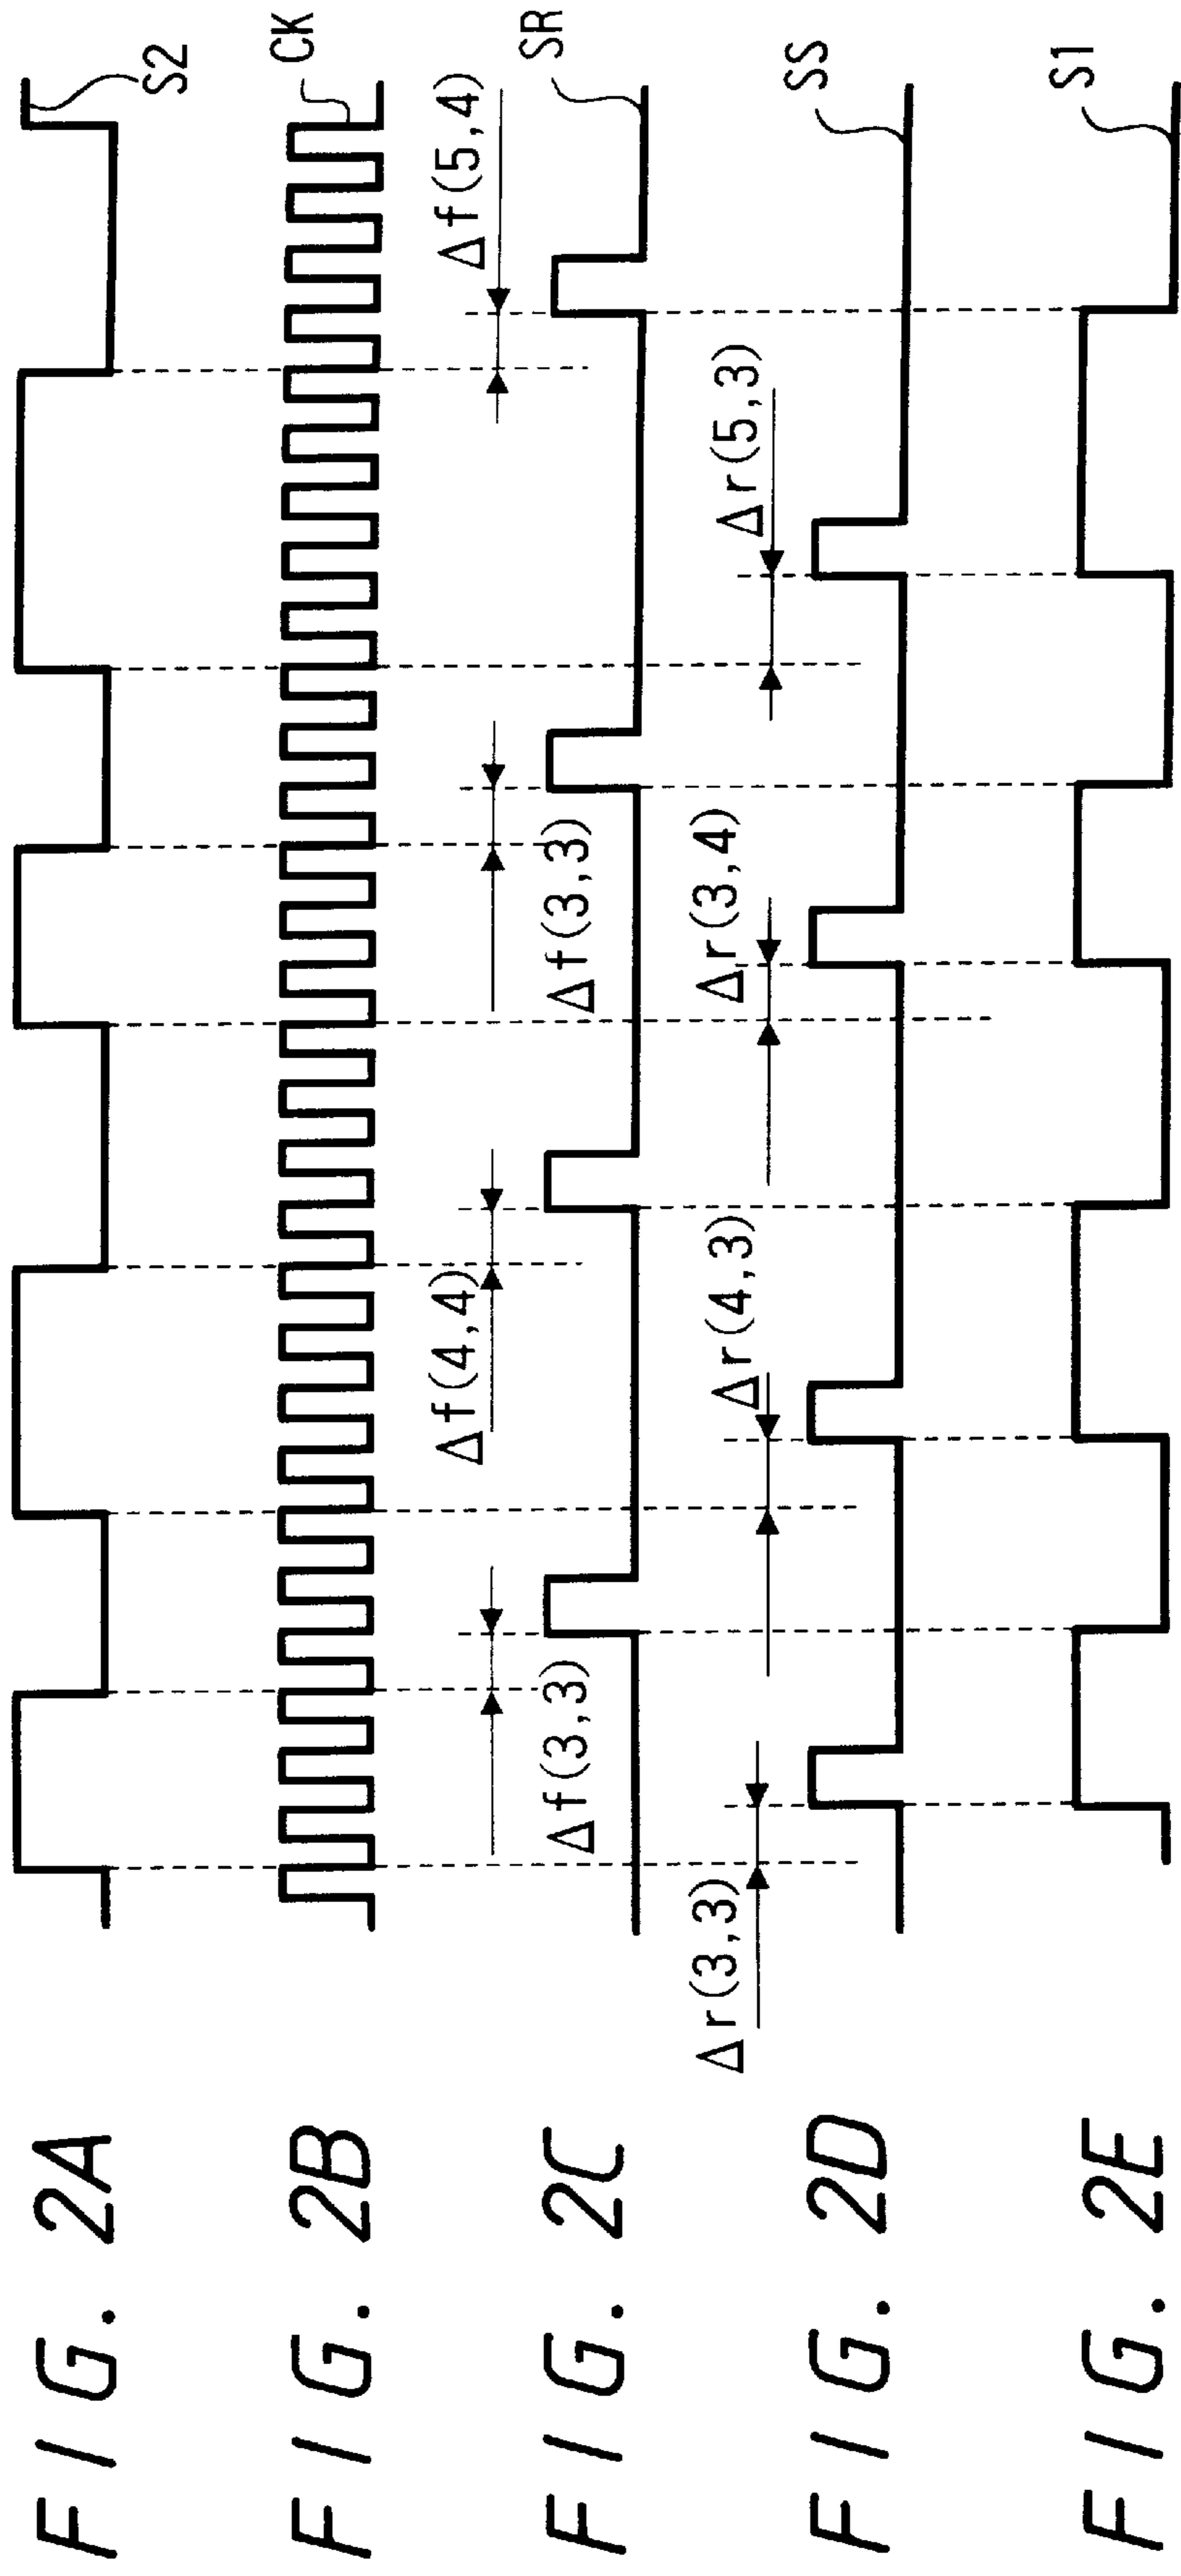 FIG. 2A
S2
FIG. 2B
CK
FIG. 2C
SR
Δf(3,3)
Δf(4,4)
Δf(3,3)
Δf(5,4)
FIG. 2D
SS
Δr(3,3)
Δr(4,3)
Δr(3,4)
Δr(5,3)
FIG. 2E
S1